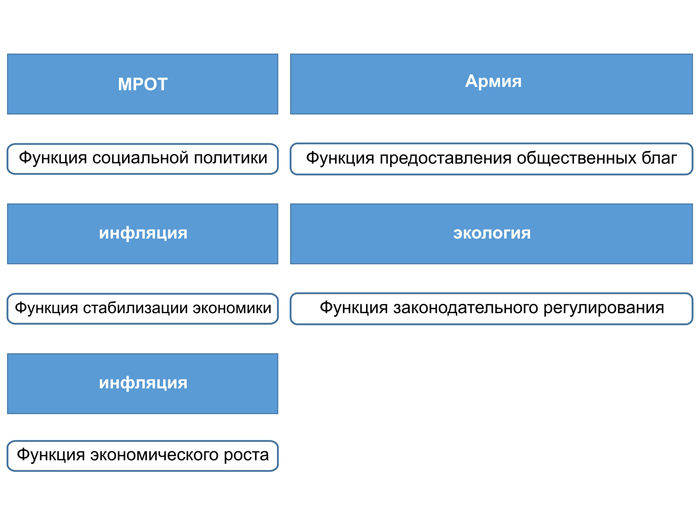 МРОТ
Армия
Функция социальной политики
Функция предоставления общественных благ
инфляция
экология
Функция стабилизации экономики
Функция законодательного регулирования
инфляция
Функция экономического роста